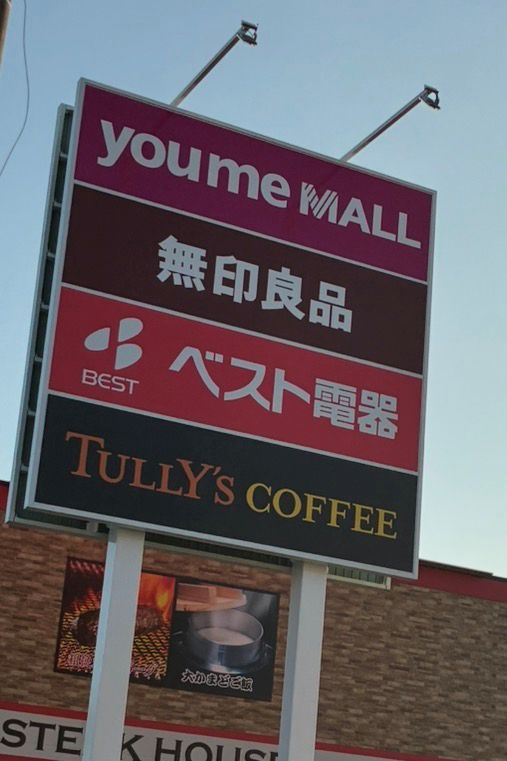 youme MALL
無印良品
BEST ベスト電器
TULLY'S COFFEE
大かまどご飯
STEAK HOUSE